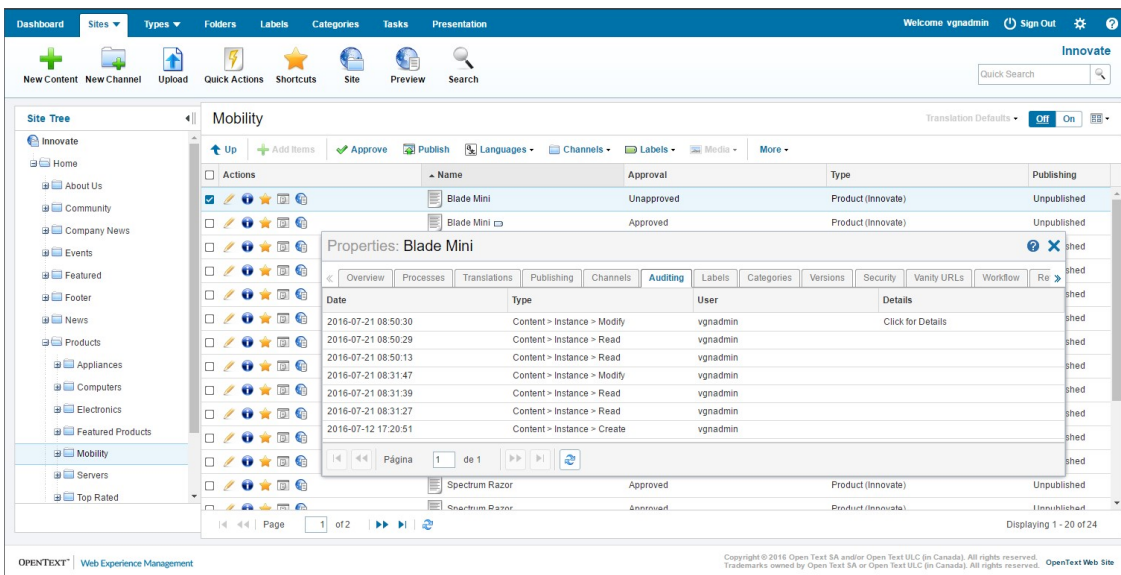 Dashboard Sites Types Folders Labels Categories Tasks Presentation Welcome vgnadmin Sign Out
Innovate
New Content New Channel Upload Quick Actions Shortcuts Site Preview Search Quick Search
Site Tree
Innovate
Home
About Us
Community
Company News
Events
Featured
Footer
News
Products
Appliances
Computers
Electronics
Featured Products
Mobility
Servers
Top Rated
Mobility Translation Defaults Off On
Up Add Items Approve Publish Languages Channels Labels Media More
Actions Name Approval Type Publishing
Blade Mini Unapproved Product (Innovate) Unpublished
Blade Mini Approved Product (Innovate) Unpublished
Properties: Blade Mini
Overview Processes Translations Publishing Channels Auditing Labels Categories Versions Security Vanity URLs Workflow Re
Date Type User Details
2016-07-21 08:50:30 Content > Instance > Modify vgnadmin Click for Details
2016-07-21 08:50:29 Content > Instance > Read vgnadmin
2016-07-21 08:50:13 Content > Instance > Read vgnadmin
2016-07-21 08:31:47 Content > Instance > Modify vgnadmin
2016-07-21 08:31:39 Content > Instance > Read vgnadmin
2016-07-21 08:31:27 Content > Instance > Read vgnadmin
2016-07-12 17:20:51 Content > Instance > Create vgnadmin
Página 1 de 1
Spectrum Razor Approved Product (Innovate) Unpublished
Spectrum Razor Approved Product (Innovate) Unpublished
Page 1 of 2 Displaying 1 - 20 of 24
OPENTEXT™ Web Experience Management
Copyright © 2016 Open Text SA and/or Open Text ULC (in Canada). All rights reserved.
Trademarks owned by Open Text SA or Open Text ULC (in Canada). All rights reserved. OpenText Web Site